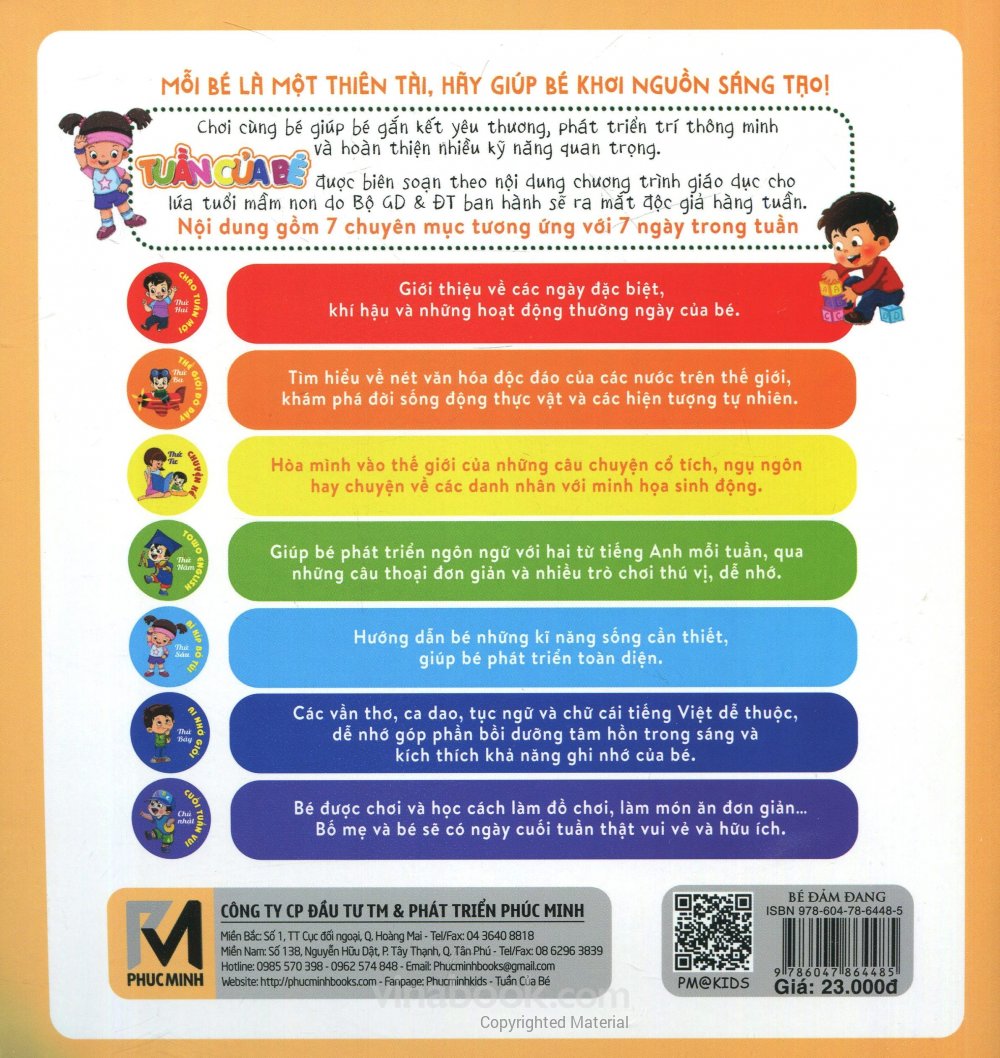 MỖI BÉ LÀ MỘT THIÊN TÀI, HÃY GIÚP BÉ KHƠI NGUỒN SÁNG TẠO!
Chơi cùng bé giúp bé gắn kết yêu thương, phát triển trí thông minh
và hoàn thiện nhiều kỹ năng quan trọng.
TUẦN CỦA BÉ được biên soạn theo nội dung chương trình giáo dục cho
lứa tuổi mầm non do Bộ GD & ĐT ban hành sẽ ra mắt độc giả hàng tuần.
Nội dung gồm 7 chuyên mục tương ứng với 7 ngày trong tuần
CHÀO TUẦN MỚI
Thứ
Hai
Giới thiệu về các ngày đặc biệt,
khí hậu và những hoạt động thường ngày của bé.
THẾ GIỚI ĐÓ ĐÂY
Thứ
Ba
Tìm hiểu về nét văn hóa độc đáo của các nước trên thế giới,
khám phá đời sống động thực vật và các hiện tượng tự nhiên.
CHUYỆN KỂ
Thứ
Tư
Hòa mình vào thế giới của những câu chuyện cổ tích, ngụ ngôn
hay chuyện về các danh nhân với minh họa sinh động.
TOMO ENGLISH
Thứ
Năm
Giúp bé phát triển ngôn ngữ với hai từ tiếng Anh mỗi tuần, qua
những câu thoại đơn giản và nhiều trò chơi thú vị, dễ nhớ.
BÍ KÍP BỎ TÚI
Thứ
Sáu
Hướng dẫn bé những kĩ năng sống cần thiết,
giúp bé phát triển toàn diện.
AI NHỚ GIỎI
Thứ
Bảy
Các vần thơ, ca dao, tục ngữ và chữ cái tiếng Việt dễ thuộc,
dễ nhớ góp phần bồi dưỡng tâm hồn trong sáng và
kích thích khả năng ghi nhớ của bé.
CUỐI TUẦN VUI
Chủ
nhật
Bé được chơi và học cách làm đồ chơi, làm món ăn đơn giản...
Bố mẹ và bé sẽ có ngày cuối tuần thật vui vẻ và hữu ích.
PM
PHUCMINH
CÔNG TY CP ĐẦU TƯ TM & PHÁT TRIỂN PHÚC MINH
Miền Bắc: Số 1, TT Cục đối ngoại, Q, Hoàng Mai - Tel/Fax: 04 3640 8818
Miền Nam: Số 138, Nguyễn Hữu Dật, P. Tây Thạnh, Q. Tân Phú - Tel/Fax: 08 6296 3839
Hotline: 0985 570 398 - 0962 574 848 - Email: Phucminhbooks@gmail.com
Website: http://phucminhbooks.com - Fanpage: Phucminhkids - Tuần Của Bé
PM@KIDS
BÉ ĐẢM ĐANG
ISBN 978-604-78-6448-5
9 786047 864485
Giá: 23.000đ
vinabook.com
Copyrighted Material